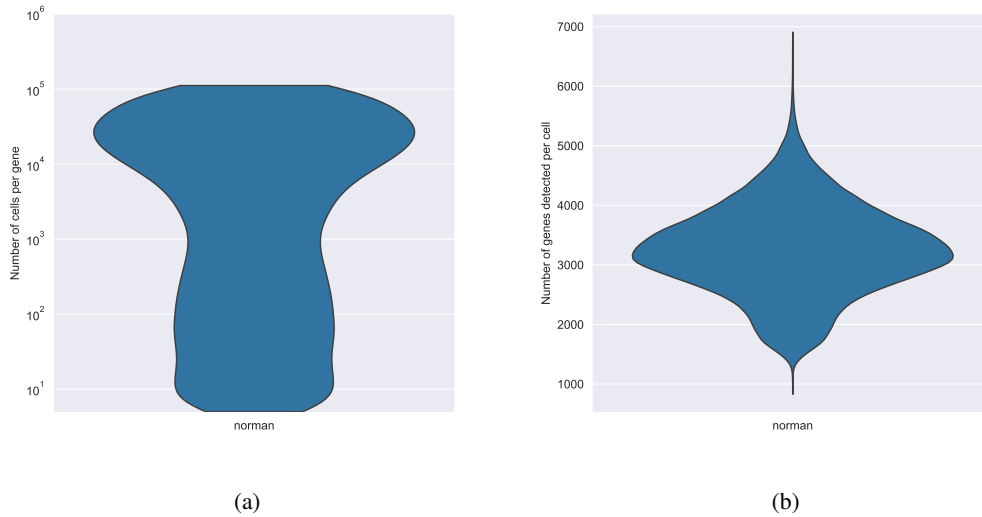 Number of cells per gene
10^6
10^5
10^4
10^3
10^2
10^1
norman
(a)
Number of genes detected per cell
7000
6000
5000
4000
3000
2000
1000
norman
(b)